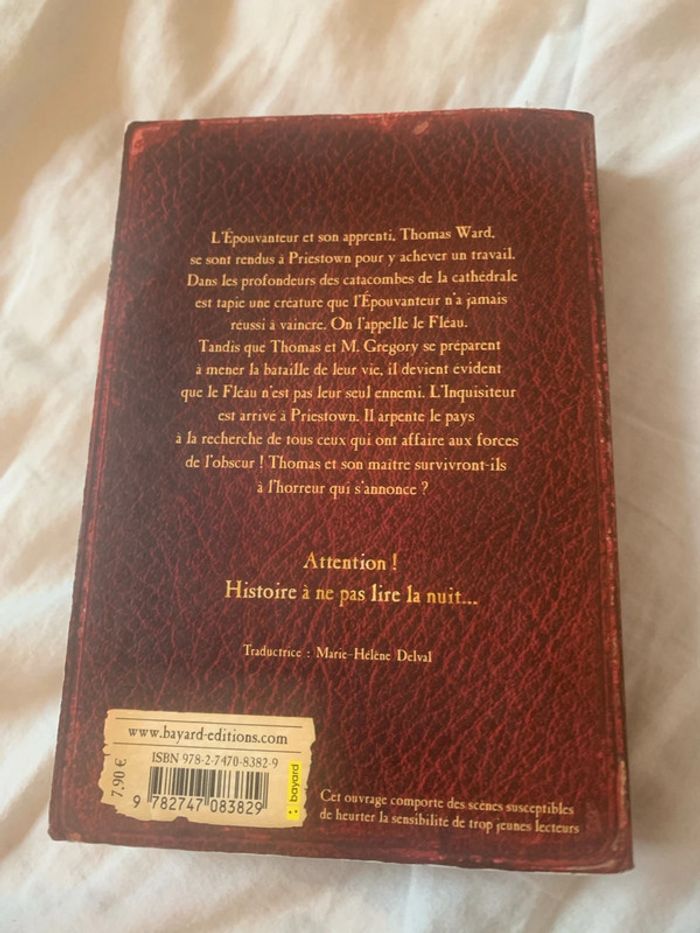 L'Épouvanteur et son apprenti, Thomas Ward,
se sont rendus à Priestown pour y achever un travail.
Dans les profondeurs des catacombes de la cathédrale
est tapie une créature que l'Épouvanteur n'a jamais
réussi à vaincre. On l'appelle le Fléau.
Tandis que Thomas et M. Gregory se préparent
à mener la bataille de leur vie, il devient évident
que le Fléau n'est pas leur seul ennemi. L'Inquisiteur
est arrivé à Priestown. Il arpente le pays
à la recherche de tous ceux qui ont affaire aux forces
de l'obscur ! Thomas et son maître survivront-ils
à l'horreur qui s'annonce ?
Attention !
Histoire à ne pas lire la nuit...
Traductrice : Marie-Hélène Delval
www.bayard-editions.com
ISBN 978-2-7470-8382-9
7,90 €
9 782747 083829
bayard
Cet ouvrage comporte des scènes susceptibles
de heurter la sensibilité de trop jeunes lecteurs